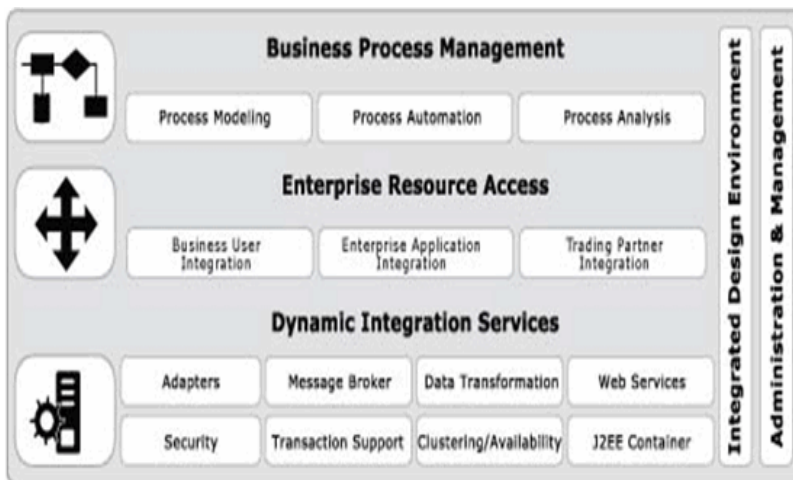 Business Process Management
Process Modeling
Process Automation
Process Analysis
Enterprise Resource Access
Business User
Integration
Enterprise Application
Integration
Trading Partner
Integration
Dynamic Integration Services
Adapters
Message Broker
Data Transformation
Web Services
Security
Transaction Support
Clustering/Availability
J2EE Container
Integrated Design Environment
Administration & Management